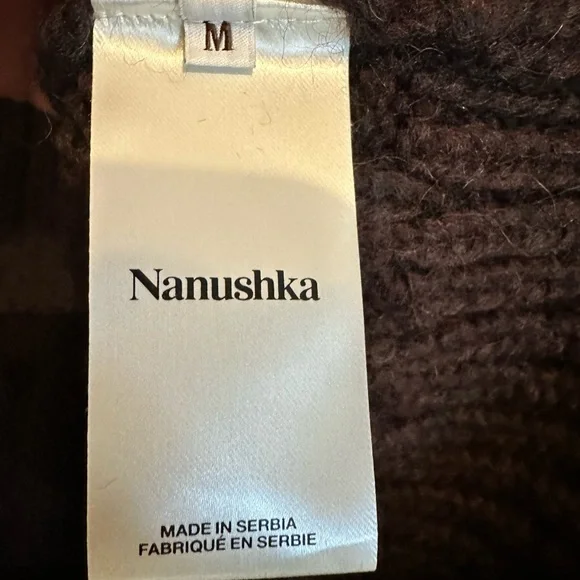 M
Nanushka
MADE IN SERBIA
FABRIQUÉ EN SERBIE